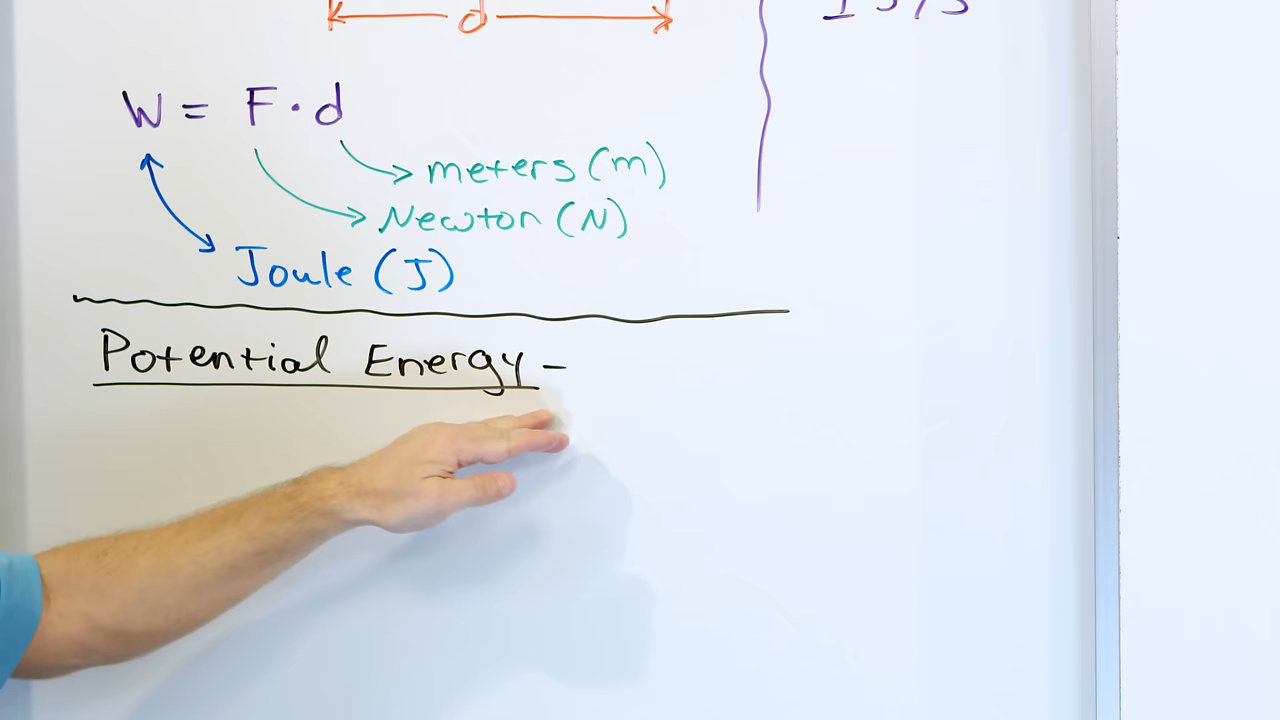 d
W = F·d
meters (m)
Newton (N)
Joule (J)
Potential Energy -